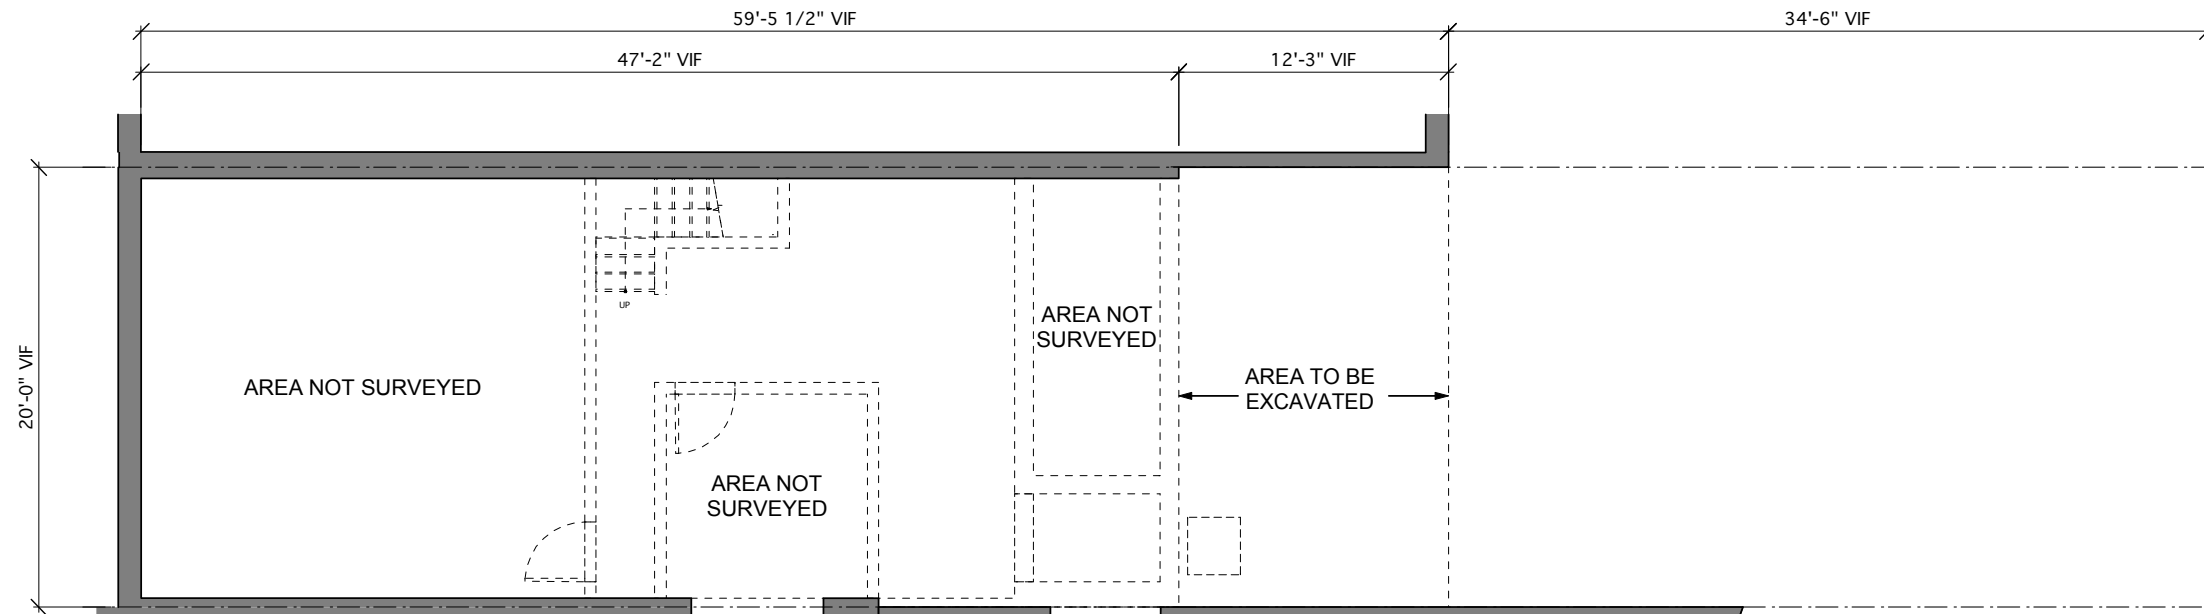 59'-5 1/2" VIF
34'-6" VIF
47'-2" VIF
12'-3" VIF
20'-0" VIF
UP
AREA NOT SURVEYED
AREA NOT
SURVEYED
AREA NOT
SURVEYED
AREA TO BE
EXCAVATED